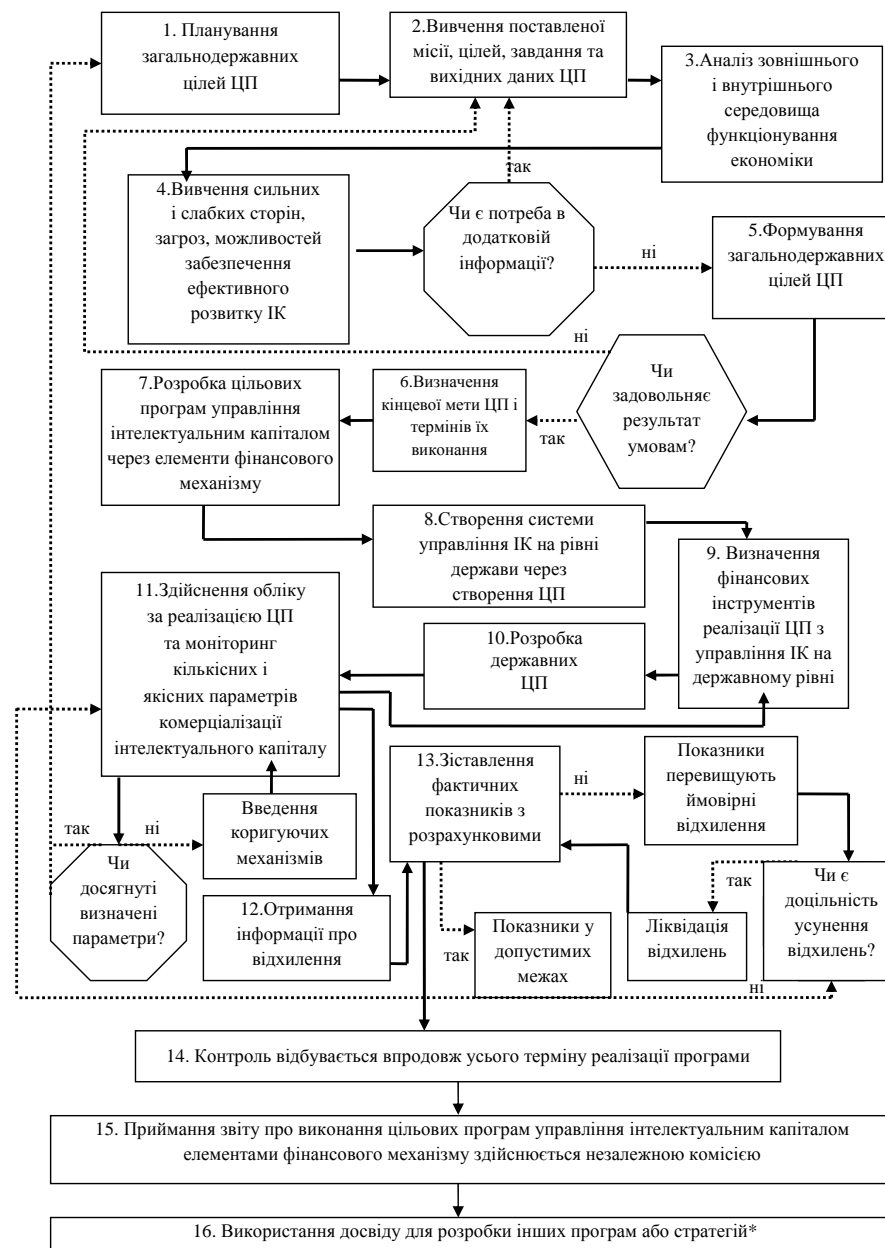 1. Планування
загальнодержавних
цілей ЦП
2.Вивчення поставленої
місії, цілей, завдання та
вихідних даних ЦП
3.Аналіз зовнішнього
і внутрішнього
середовища
функціонування
економіки
так
4.Вивчення сильних
і слабких сторін,
загроз, можливостей
забезпечення
ефективного
розвитку ІК
Чи є потреба в
додатковій
інформації?
ні
5.Формування
загальнодержавних
цілей ЦП
ні
Чи
задовольняє
результат
умовам?
так
6.Визначення
кінцевої мети ЦП і
термінів їх
виконання
7.Розробка цільових
програм управління
інтелектуальним капіталом
через елементи фінансового
механізму
8.Створення системи
управління ІК на рівні
держави через
створення ЦП
9. Визначення
фінансових
інструментів
реалізації ЦП з
управління ІК на
державному рівні
10.Розробка
державних
ЦП
11.Здійснення обліку
за реалізацією ЦП
та моніторинг
кількісних і
якісних параметрів
комерціалізації
інтелектуального капіталу
так
ні
Введення
коригуючих
механізмів
Чи
досягнуті
визначені
параметри?
12.Отримання
інформації про
відхилення
13.Зіставлення
фактичних
показників з
розрахунковими
ні
Показники
перевищують
ймовірні
відхилення
так
Показники у
допустимих
межах
так
Ліквідація
відхилень
Чи є
доцільність
усунення
відхилень?
ні
14. Контроль відбувається впродовж усього терміну реалізації програми
15. Приймання звіту про виконання цільових програм управління інтелектуальним капіталом
елементами фінансового механізму здійснюється незалежною комісією
16. Використання досвіду для розробки інших програм або стратегій*